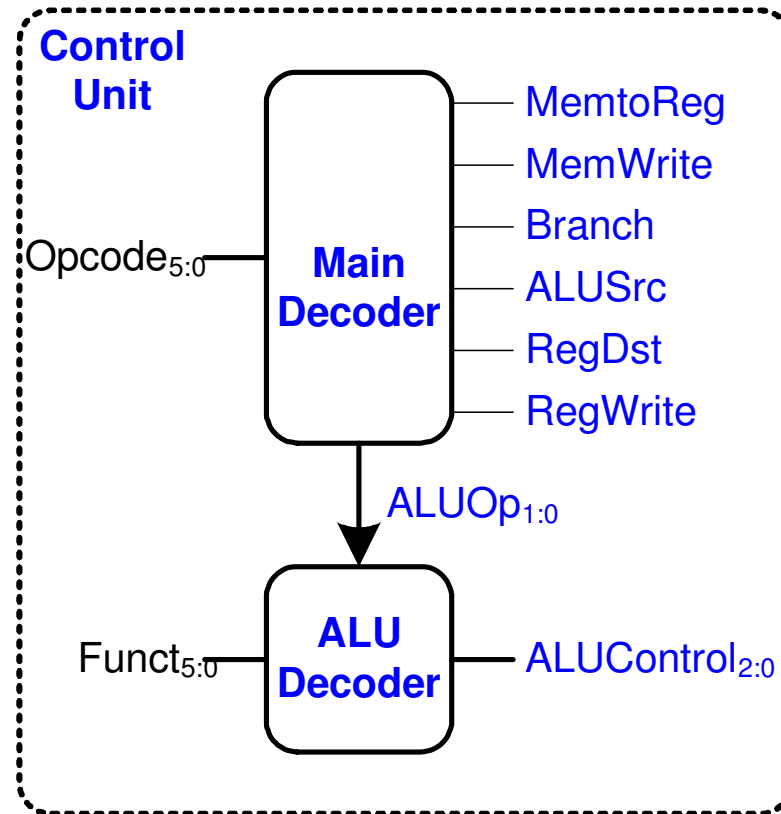 Control
Unit
MemtoReg
MemWrite
Branch
ALUSrc
RegDst
RegWrite
Opcode5:0
Main
Decoder
ALUOp1:0
Funct5:0
ALU
Decoder
ALUControl2:0